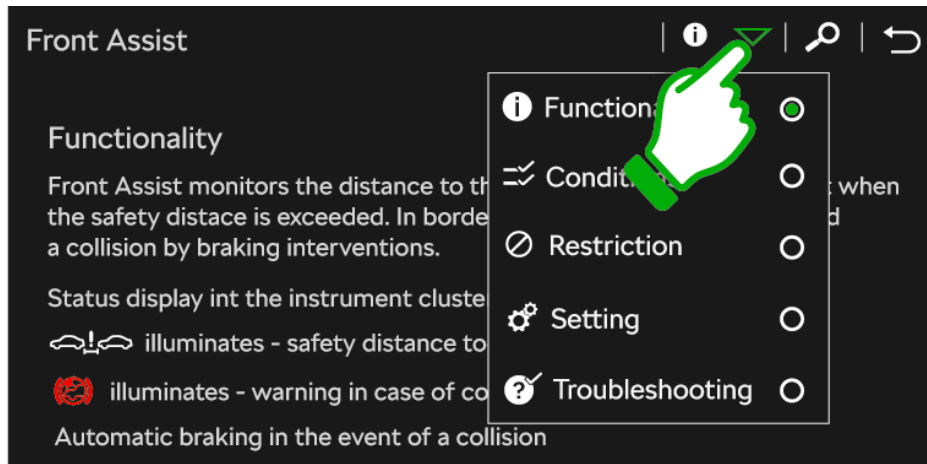 Front Assist
Functionality
Front Assist monitors the distance to th
when
the safety distace is exceeded. In borde
a collision by braking interventions.
Status display int the instrument cluste
illuminates - safety distance to
illuminates - warning in case of co
Automatic braking in the event of a collision
Function
Condit
Restriction
Setting
Troubleshooting